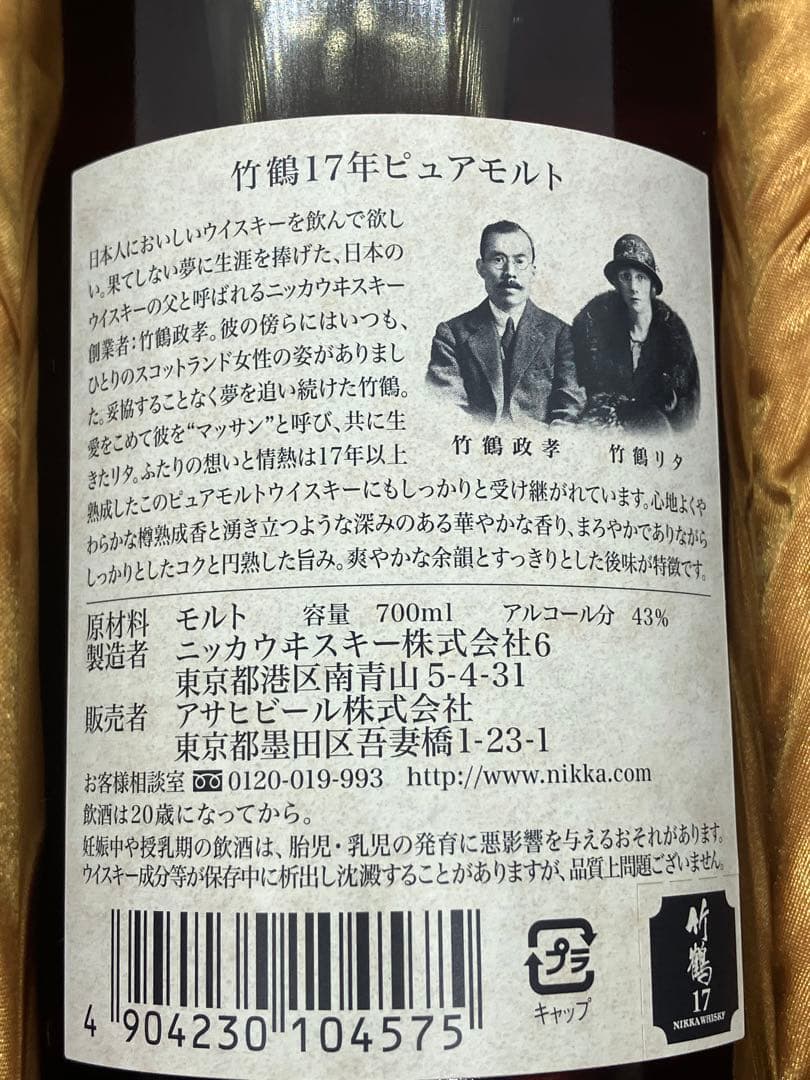 竹鶴17年ピュアモルト
日本人においしいウイスキーを飲んで欲し
い。果てしない夢に生涯を捧げた、日本の
ウイスキーの父と呼ばれるニッカウヰスキー
創業者：竹鶴政孝。彼の傍らにはいつも、
ひとりのスコットランド女性の姿がありまし
た。妥協することなく夢を追い続けた竹鶴。
愛をこめて彼を“マッサン”と呼び、共に生
きたリタ。ふたりの想いと情熱は17年以上
熟成したこのピュアモルトウイスキーにもしっかりと受け継がれています。心地よくや
わらかな樽熟成香と湧き立つような深みのある華やかな香り、まろやかでありながら
しっかりとしたコクと円熟した旨み。爽やかな余韻とすっきりとした後味が特徴です。
竹鶴政孝 竹鶴リタ
原材料 モルト 容量 700ml アルコール分 43%
製造者 ニッカウヰスキー株式会社6
東京都港区南青山5-4-31
販売者 アサヒビール株式会社
東京都墨田区吾妻橋1-23-1
お客様相談室 0120-019-993 http://www.nikka.com
飲酒は20歳になってから。
妊娠中や授乳期の飲酒は、胎児・乳児の発育に悪影響を与えるおそれがあります。
ウイスキー成分等が保存中に析出し沈澱することがありますが、品質上問題ございません。
4 904230 104575
プラ
キャップ
竹鶴
17
NIKKA WHISKY